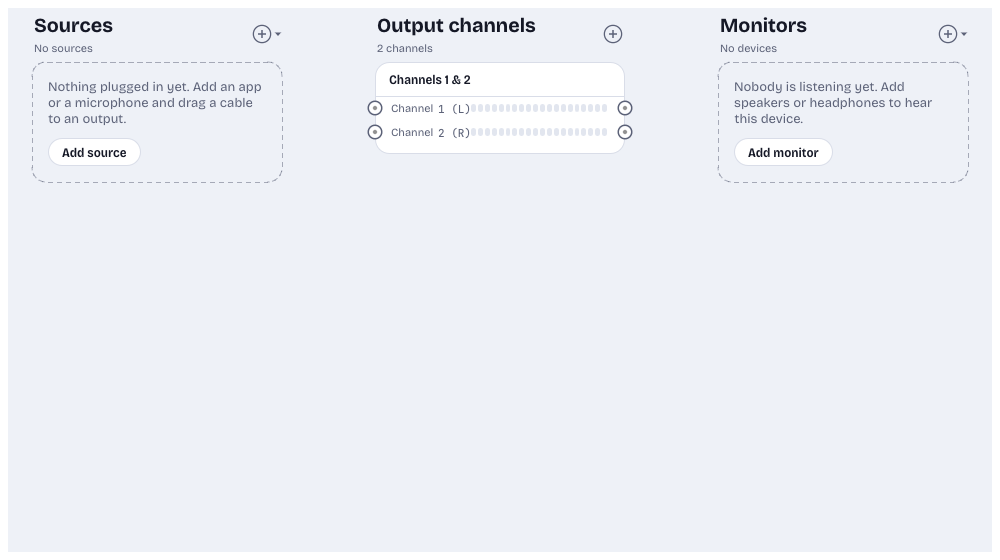 Sources
No sources
Nothing plugged in yet. Add an app
or a microphone and drag a cable
to an output.
Add source
Output channels
2 channels
Channels 1 & 2
Channel 1 (L)
Channel 2 (R)
Monitors
No devices
Nobody is listening yet. Add
speakers or headphones to hear
this device.
Add monitor